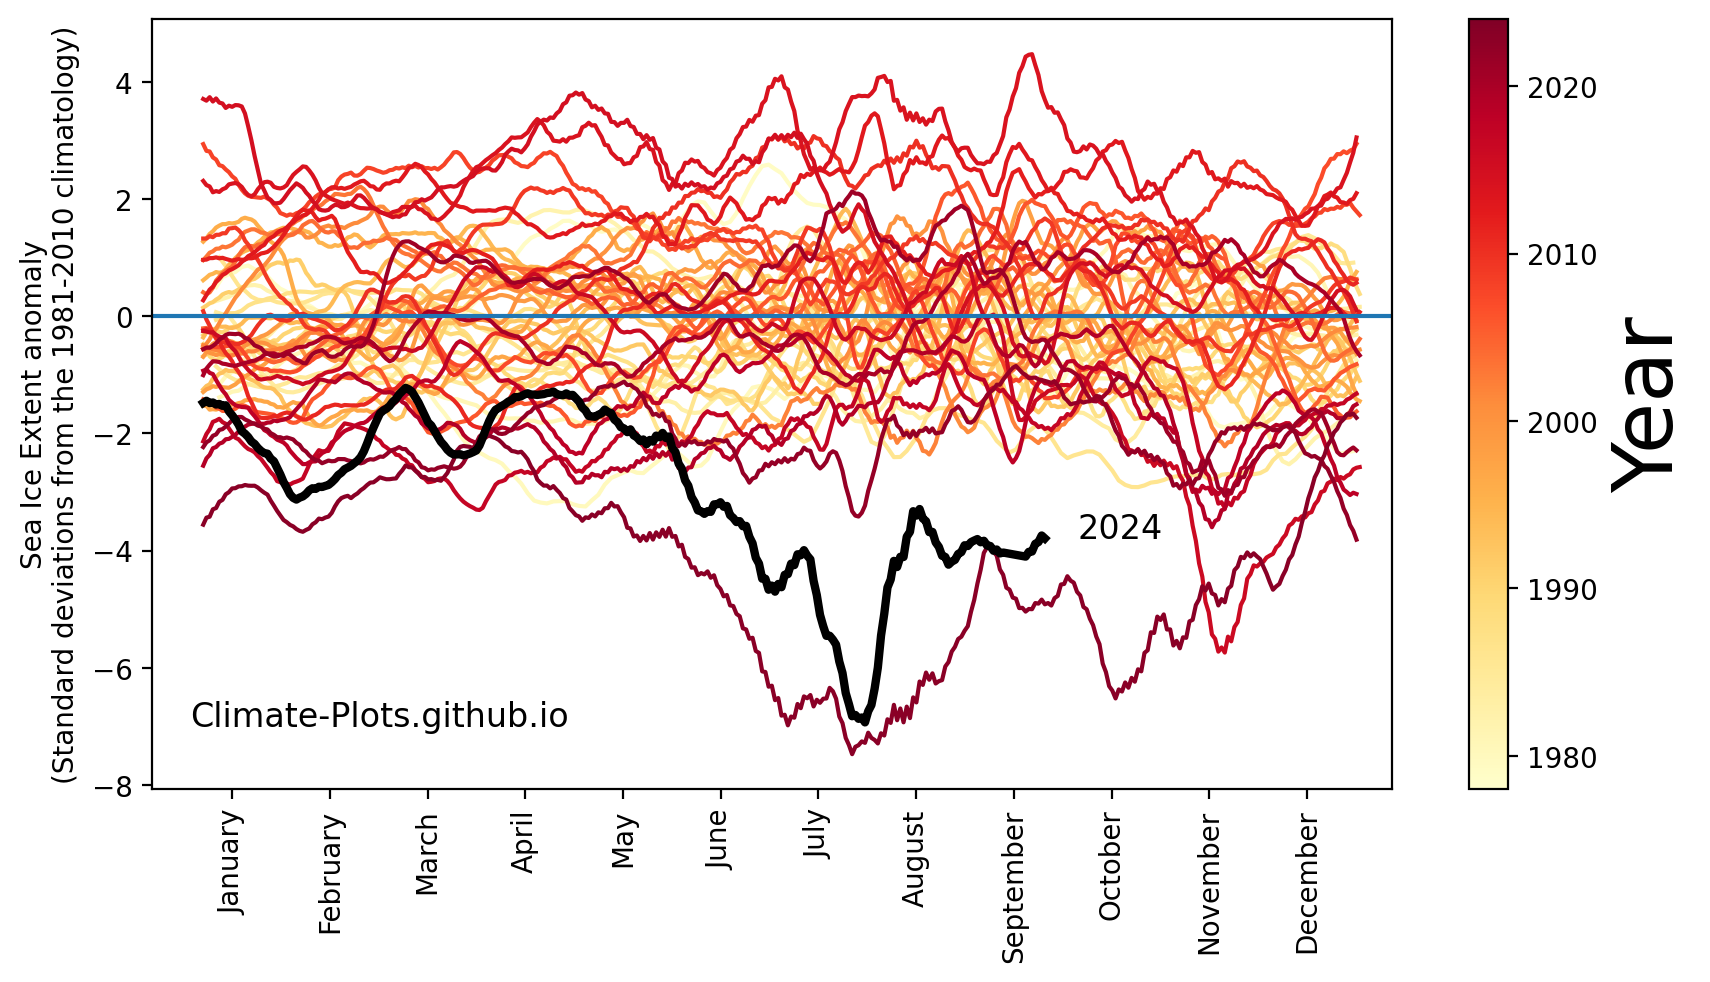 Sea Ice Extent anomaly
(Standard deviations from the 1981-2010 climatology)
4
2
0
−2
−4
−6
−8
2024
Climate-Plots.github.io
January
February
March
April
May
June
July
August
September
October
November
December
2020
2010
2000
1990
1980
Year